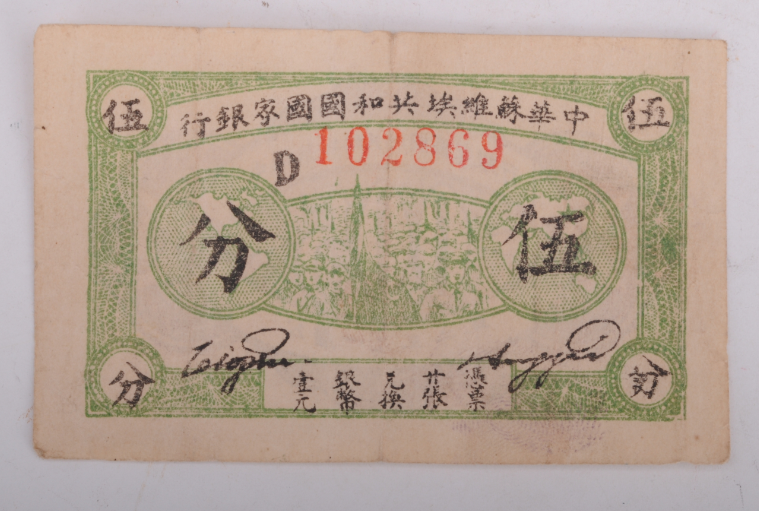 中華蘇維埃共和國國家銀行
伍
伍
D 102869
伍分
憑票
廿張
兌換
銀幣
壹元
分
分